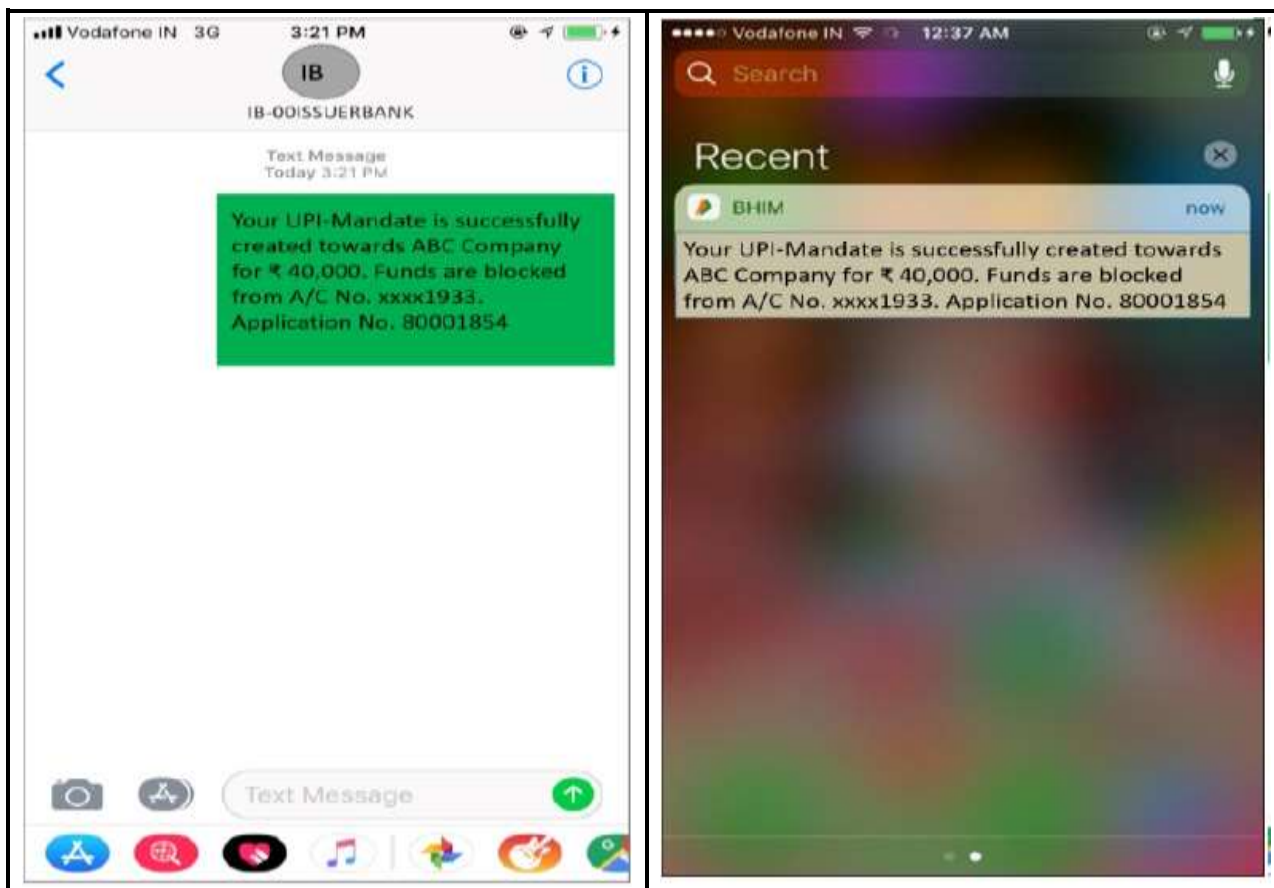 Vodafone IN 3G 3:21 PM
IB
IB-00ISSUERBANK
Text Message
Today 3:21 PM
Your UPI-Mandate is successfully
created towards ABC Company
for ₹ 40,000. Funds are blocked
from A/C No. xxxx1933.
Application No. 80001854
Text Message
Vodafone IN 12:37 AM
Search
Recent
BHIM now
Your UPI-Mandate is successfully created towards
ABC Company for ₹ 40,000. Funds are blocked
from A/C No. xxxx1933. Application No. 80001854